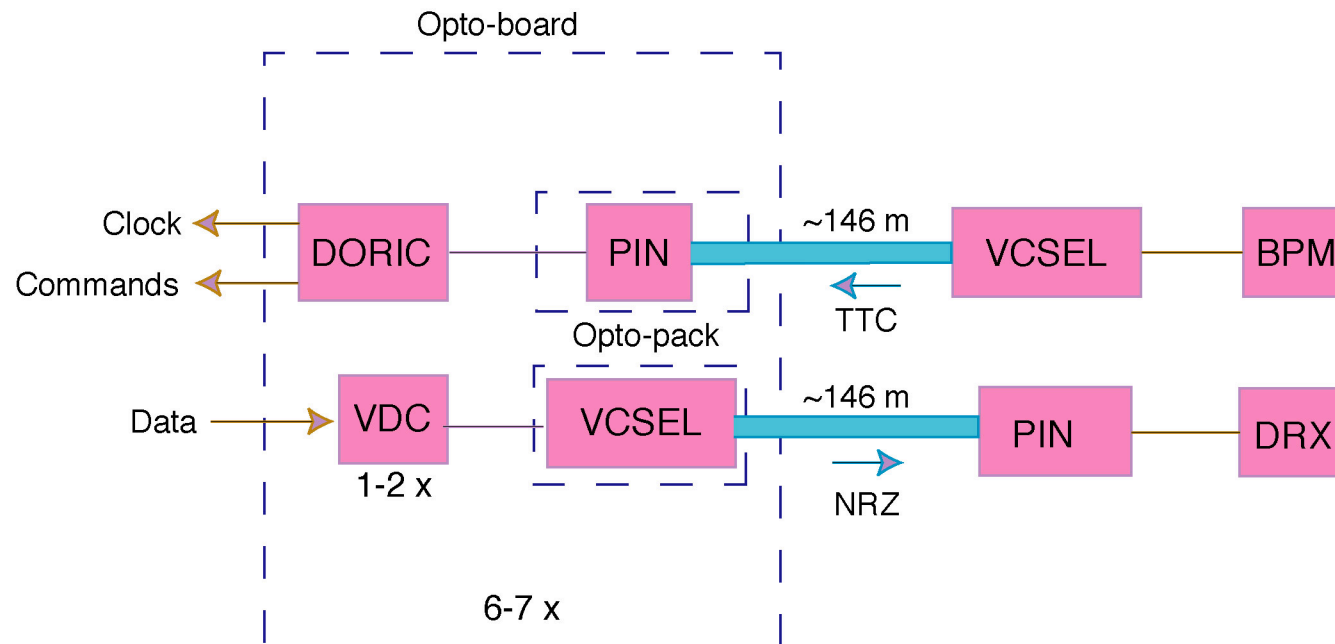 Opto-board
Clock
Commands
DORIC
PIN
~146 m
VCSEL
BPM
TTC
Opto-pack
Data
VDC
VCSEL
~146 m
PIN
DRX
1-2 x
NRZ
6-7 x